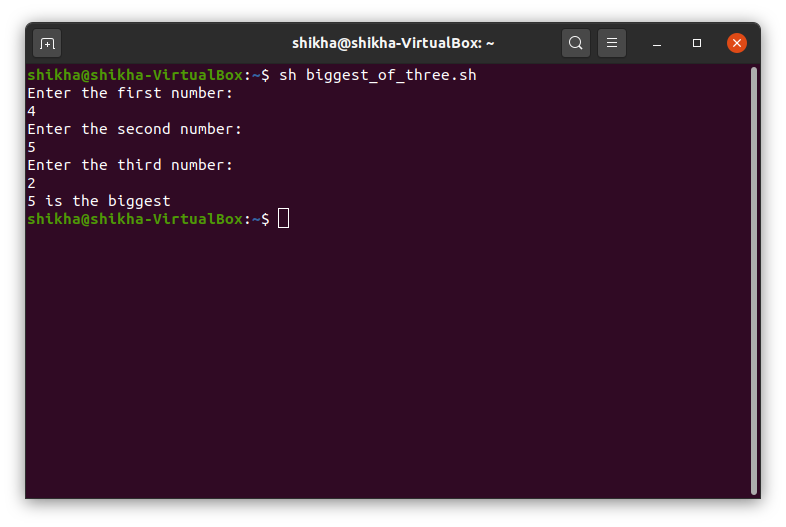 shikha@shikha-VirtualBox: ~
shikha@shikha-VirtualBox:~$ sh biggest_of_three.sh
Enter the first number:
4
Enter the second number:
5
Enter the third number:
2
5 is the biggest
shikha@shikha-VirtualBox:~$